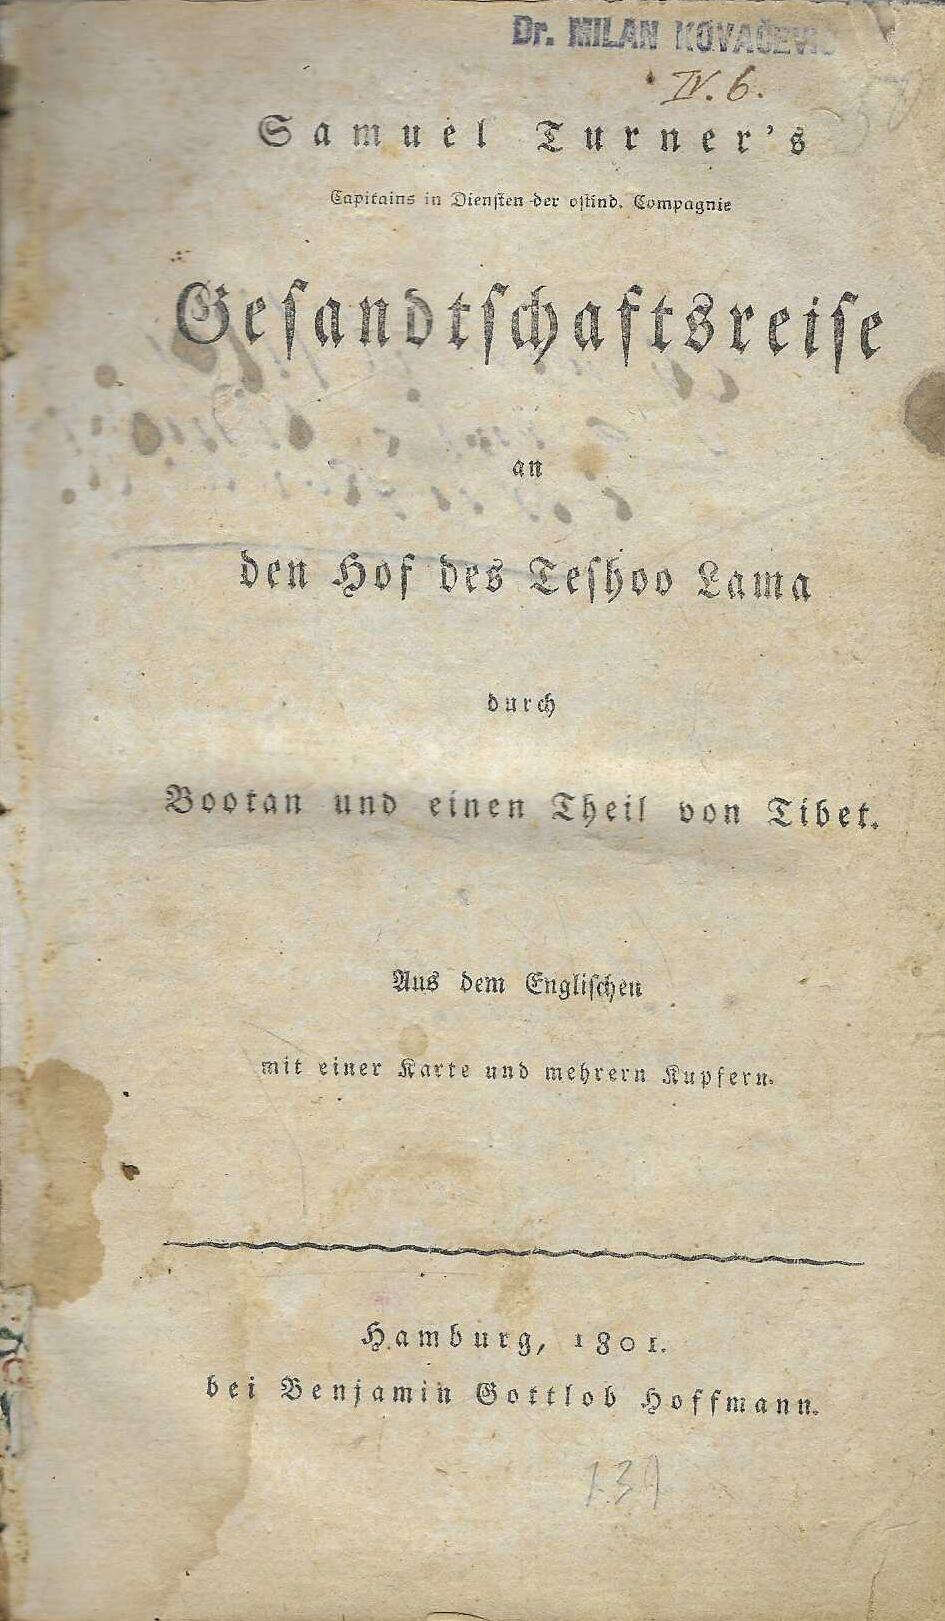 Dr. MILAN KOVAČEVIĆ
IV. 6.
Samuel Turner's
Capitains in Diensten der ostind. Compagnie
Gesandtschaftsreise
an
den Hof des Teshoo Lama
durch
Bootan und einen Theil von Tibet.
Aus dem Englischen
mit einer Karte und mehrern Kupfern.
Hamburg, 1801.
bei Benjamin Gottlob Hoffmann.